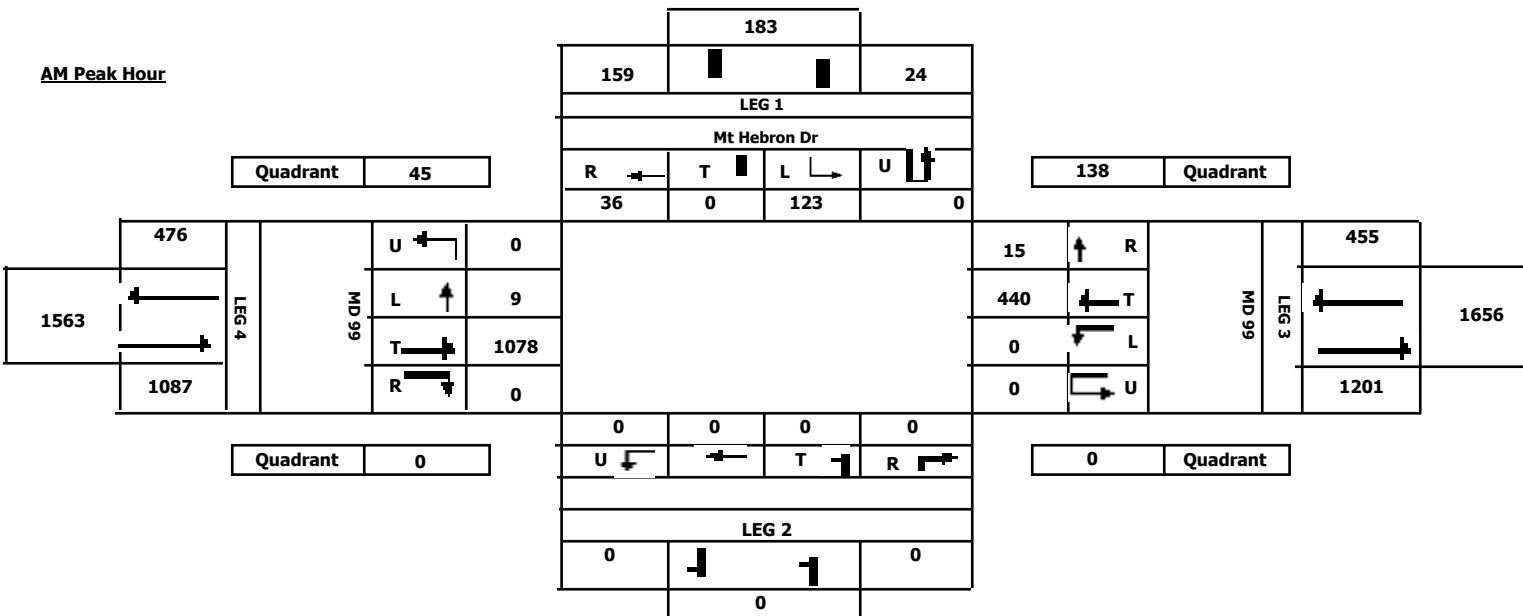 183
AM Peak Hour
159 24
LEG 1
Mt Hebron Dr
Quadrant 45
R T L U
138 Quadrant
36 0 123 0
476 U 0 15 R 455
1563 LEG 4 MD 99 L 9 440 T MD 99 LEG 3 1656
T 1078 0 L
1087 R 0 0 U 1201
0 0 0 0
Quadrant 0
U T R
0 Quadrant
LEG 2
0 0
0